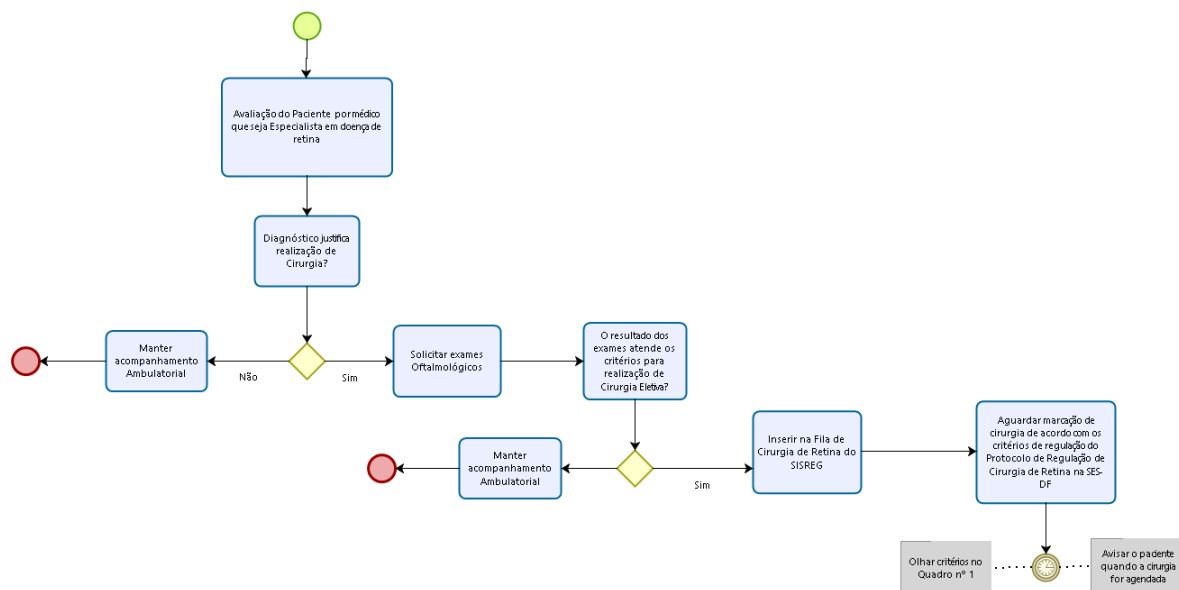 Avaliação do Paciente por médico
que seja Especialista em doença de
retina
Diagnóstico justifica
realização de
Cirurgia?
Manter
acompanhamento
Ambulatorial
Não
Sim
Solicitar exames
Oftalmológicos
O resultado dos
exames atende os
critérios para
realização de
Cirurgia Eletiva?
Manter
acompanhamento
Ambulatorial
Sim
Inserir na Fila de
Cirurgia de Retina do
SISREG
Aguardar marcação de
cirurgia de acordo com os
critérios de regulação do
Protocolo de Regulação de
Cirurgia de Retina na SES-
DF
Olhar critérios no
Quadro nº 1
Avisar o paciente
quando a cirurgia
for agendada